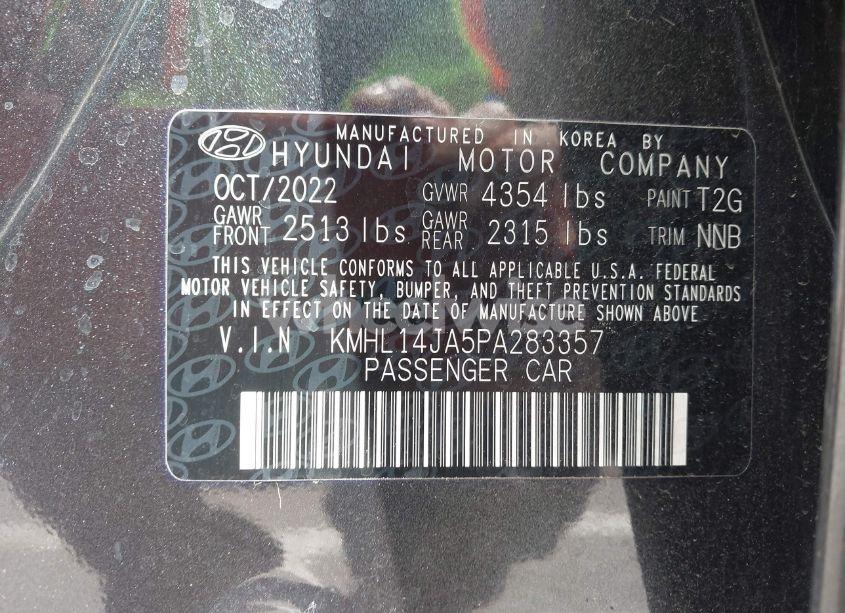 MANUFACTURED IN KOREA BY
HYUNDAI MOTOR COMPANY
OCT/2022 GVWR 4354 lbs PAINT T2G
GAWR FRONT 2513 lbs GAWR REAR 2315 lbs TRIM NNB
THIS VEHICLE CONFORMS TO ALL APPLICABLE U.S.A. FEDERAL
MOTOR VEHICLE SAFETY, BUMPER, AND THEFT PREVENTION STANDARDS
IN EFFECT ON THE DATE OF MANUFACTURE SHOWN ABOVE.
V.I.N KMHL14JA5PA283357
PASSENGER CAR